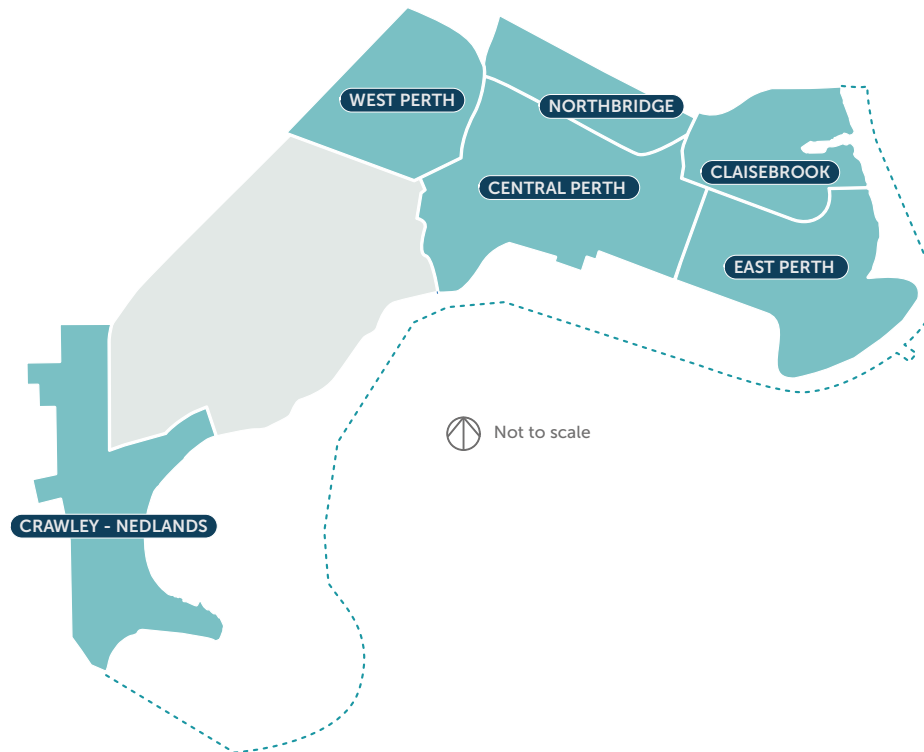 WEST PERTH
NORTHBRIDGE
CLAISEBROOK
CENTRAL PERTH
EAST PERTH
Not to scale
CRAWLEY - NEDLANDS